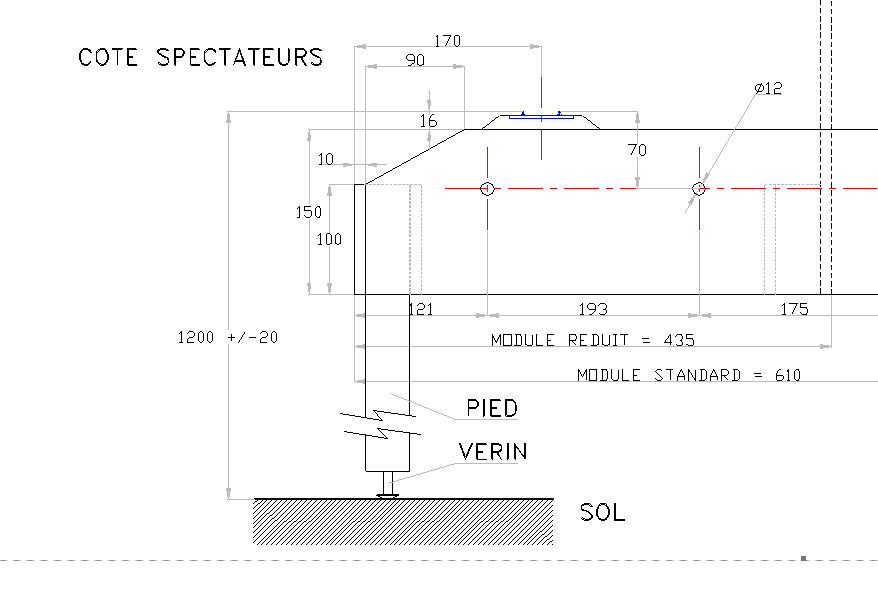 170
COTE SPECTATEURS
90
ø12
16
70
10
150
100
121
193
175
1200 +/-20
MODULE REDUIT = 435
MODULE STANDARD = 610
PIED
VERIN
SOL